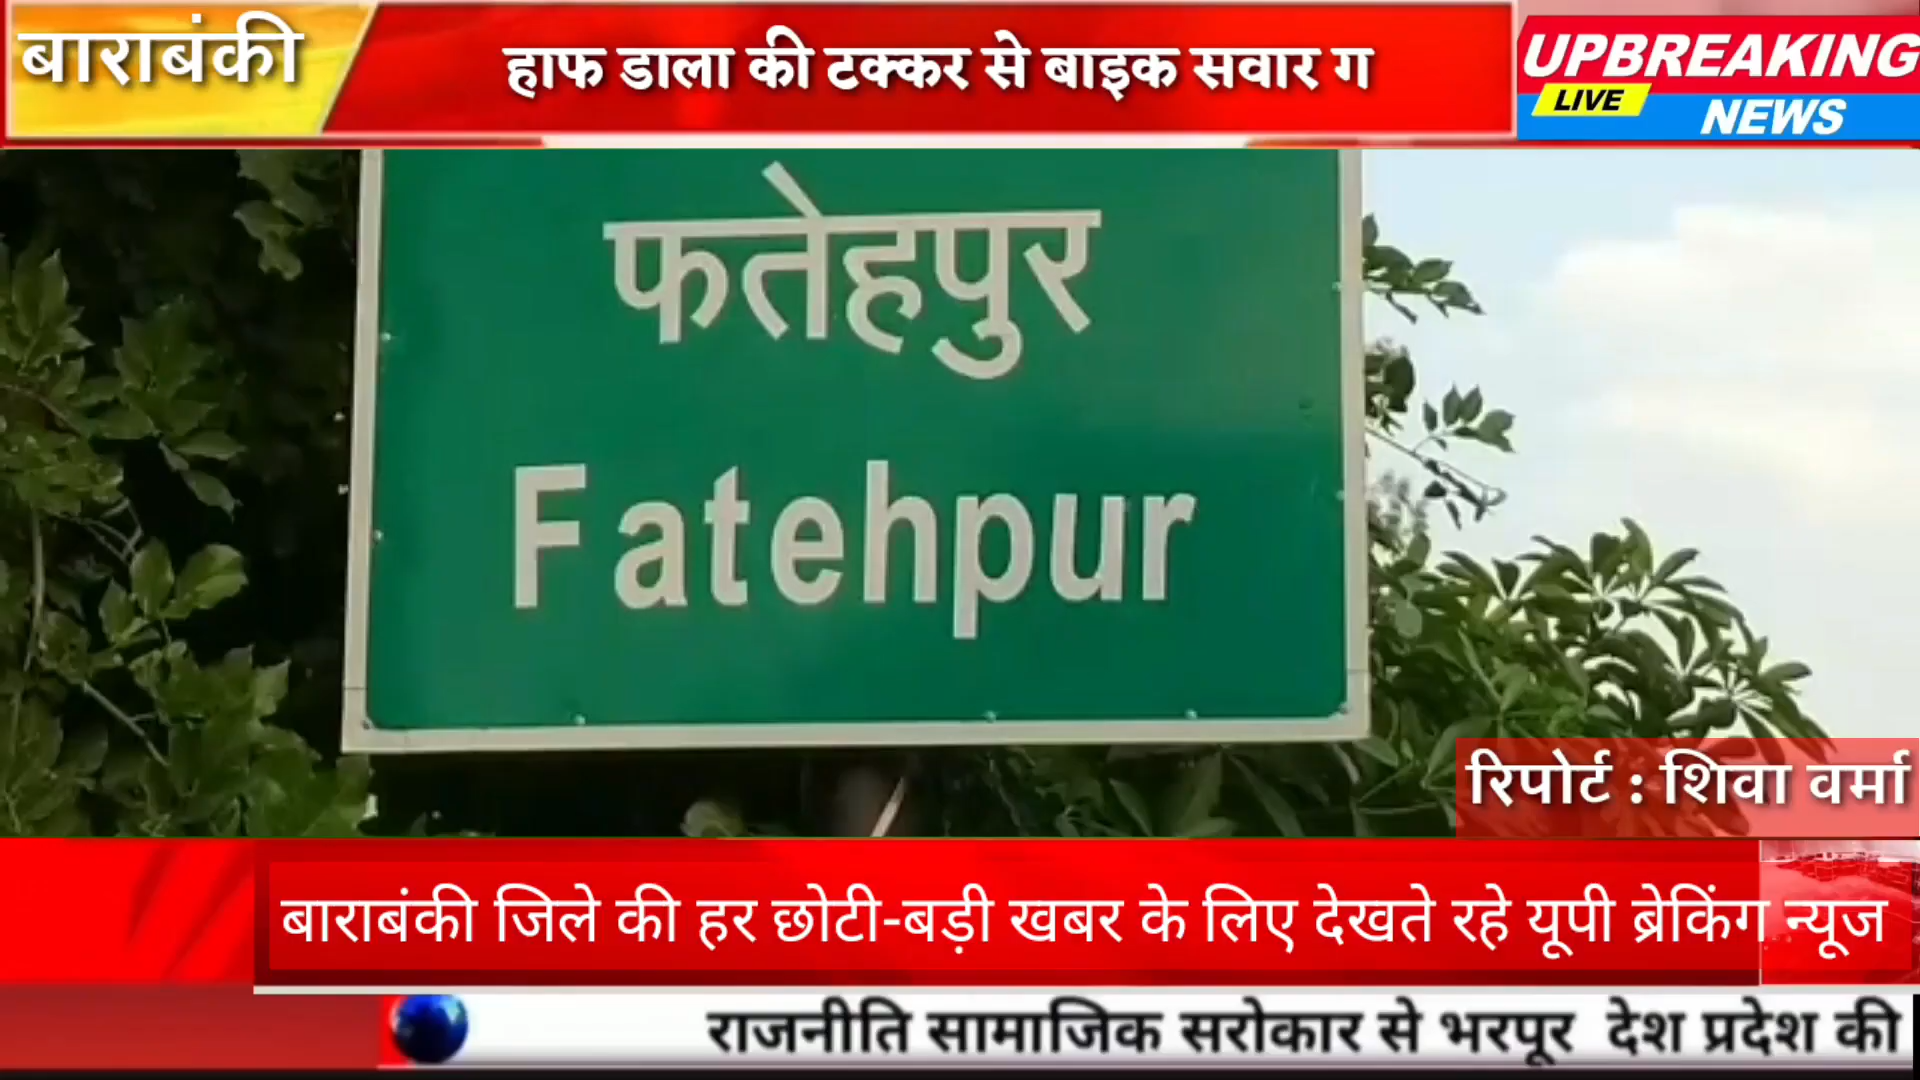 बाराबंकी
हाफ डाला की टक्कर से बाइक सवार ग
UPBREAKING
LIVE
NEWS
फतेहपुर
Fatehpur
रिपोर्ट : शिवा वर्मा
बाराबंकी जिले की हर छोटी-बड़ी खबर के लिए देखते रहे यूपी ब्रेकिंग न्यूज
राजनीति सामाजिक सरोकार से भरपूर देश प्रदेश की